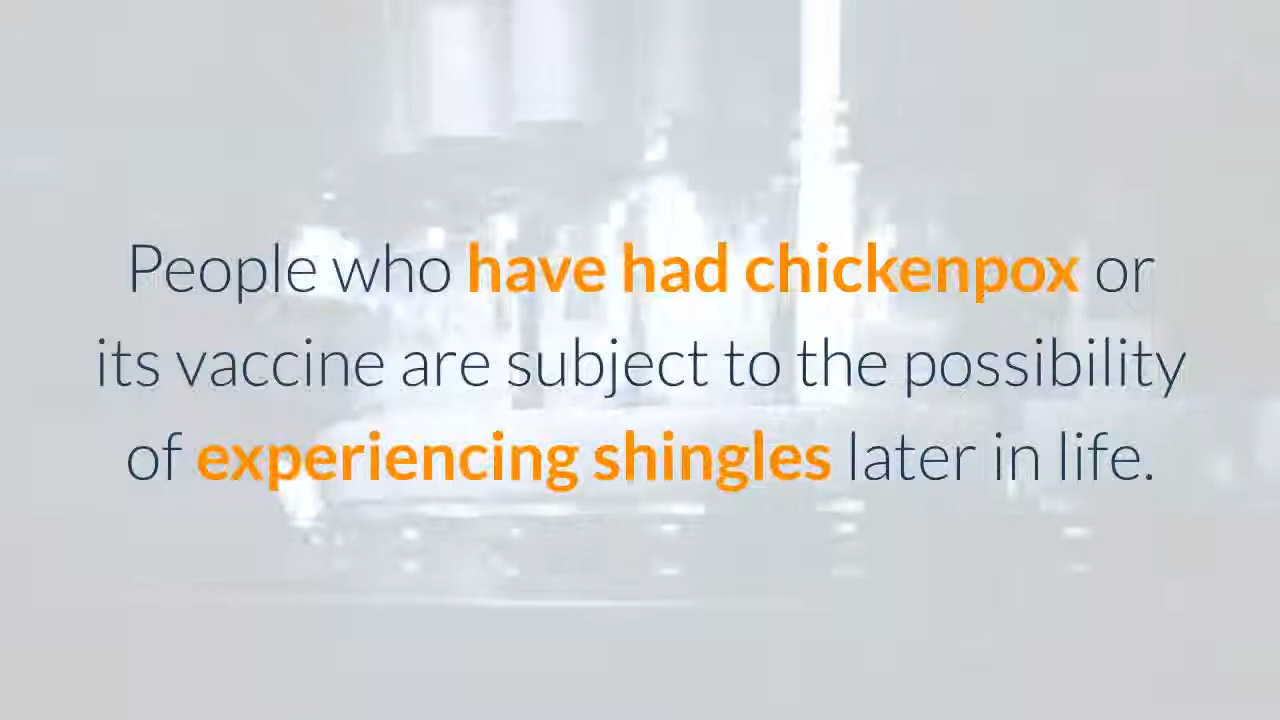 People who have had chickenpox or
its vaccine are subject to the possibility
of experiencing shingles later in life.